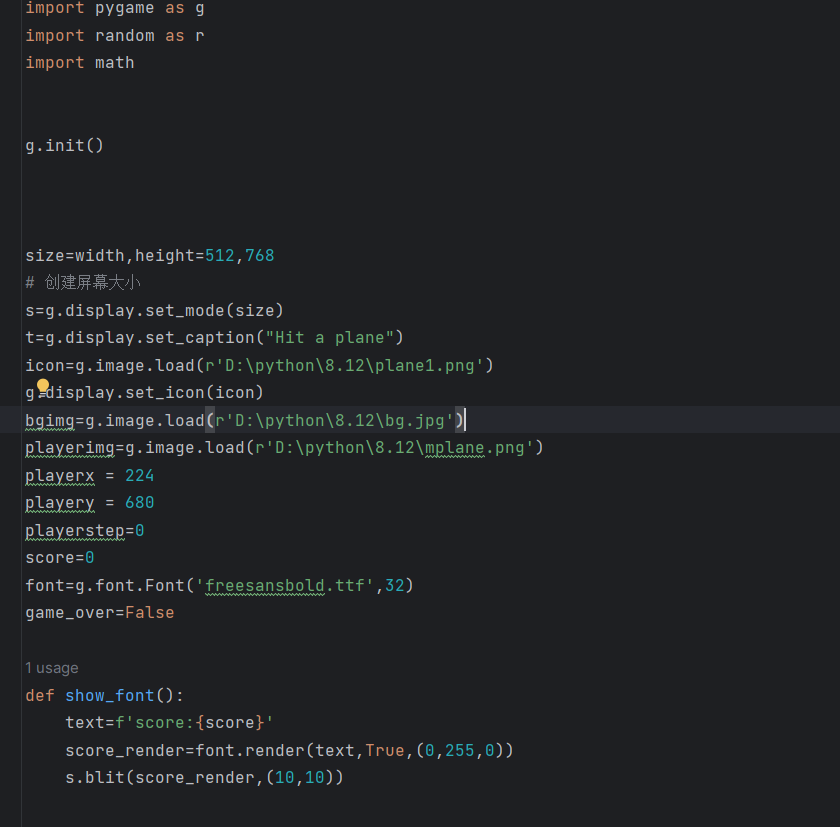 import pygame as g
import random as r
import math
g.init()
size=width,height=512,768
# 创建屏幕大小
s=g.display.set_mode(size)
t=g.display.set_caption("Hit a plane")
icon=g.image.load(r'D:\python\8.12\plane1.png')
g.display.set_icon(icon)
bgimg=g.image.load(r'D:\python\8.12\bg.jpg')
playerimg=g.image.load(r'D:\python\8.12\mplane.png')
playerx = 224
playery = 680
playerstep=0
score=0
font=g.font.Font('freesansbold.ttf',32)
game_over=False
1 usage
def show_font():
    text=f'score:{score}'
    score_render=font.render(text,True,(0,255,0))
    s.blit(score_render,(10,10))